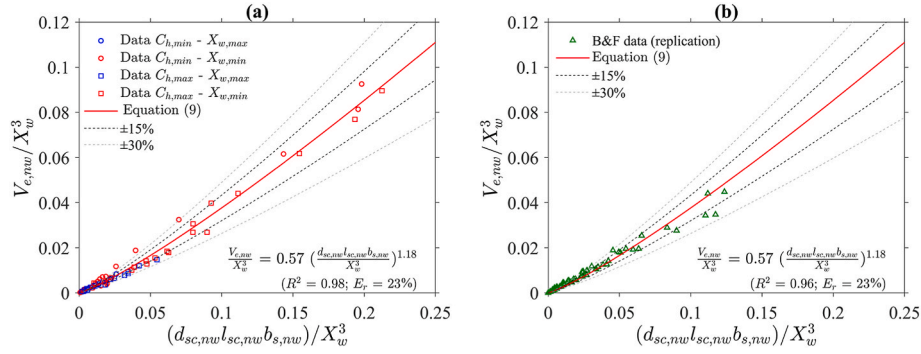 (a)
0.12
0.1
0.08
0.06
0.04
0.02
0
V_{e,nw}/X_w^3
Data C_{h,min} - X_{w,max}
Data C_{h,min} - X_{w,min}
Data C_{h,max} - X_{w,max}
Data C_{h,max} - X_{w,min}
Equation (9)
±15%
±30%
\frac{V_{e,nw}}{X_w^3} = 0.57 (\frac{d_{sc,nw}l_{sc,nw}b_{s,nw}}{X_w^3})^{1.18}
(R^2 = 0.98; E_r = 23%)
0 0.05 0.1 0.15 0.2 0.25
(d_{sc,nw}l_{sc,nw}b_{s,nw})/X_w^3
(b)
0.12
0.1
0.08
0.06
0.04
0.02
0
V_{e,nw}/X_w^3
B&F data (replication)
Equation (9)
±15%
±30%
\frac{V_{e,nw}}{X_w^3} = 0.57 (\frac{d_{sc,nw}l_{sc,nw}b_{s,nw}}{X_w^3})^{1.18}
(R^2 = 0.96; E_r = 23%)
0 0.05 0.1 0.15 0.2 0.25
(d_{sc,nw}l_{sc,nw}b_{s,nw})/X_w^3